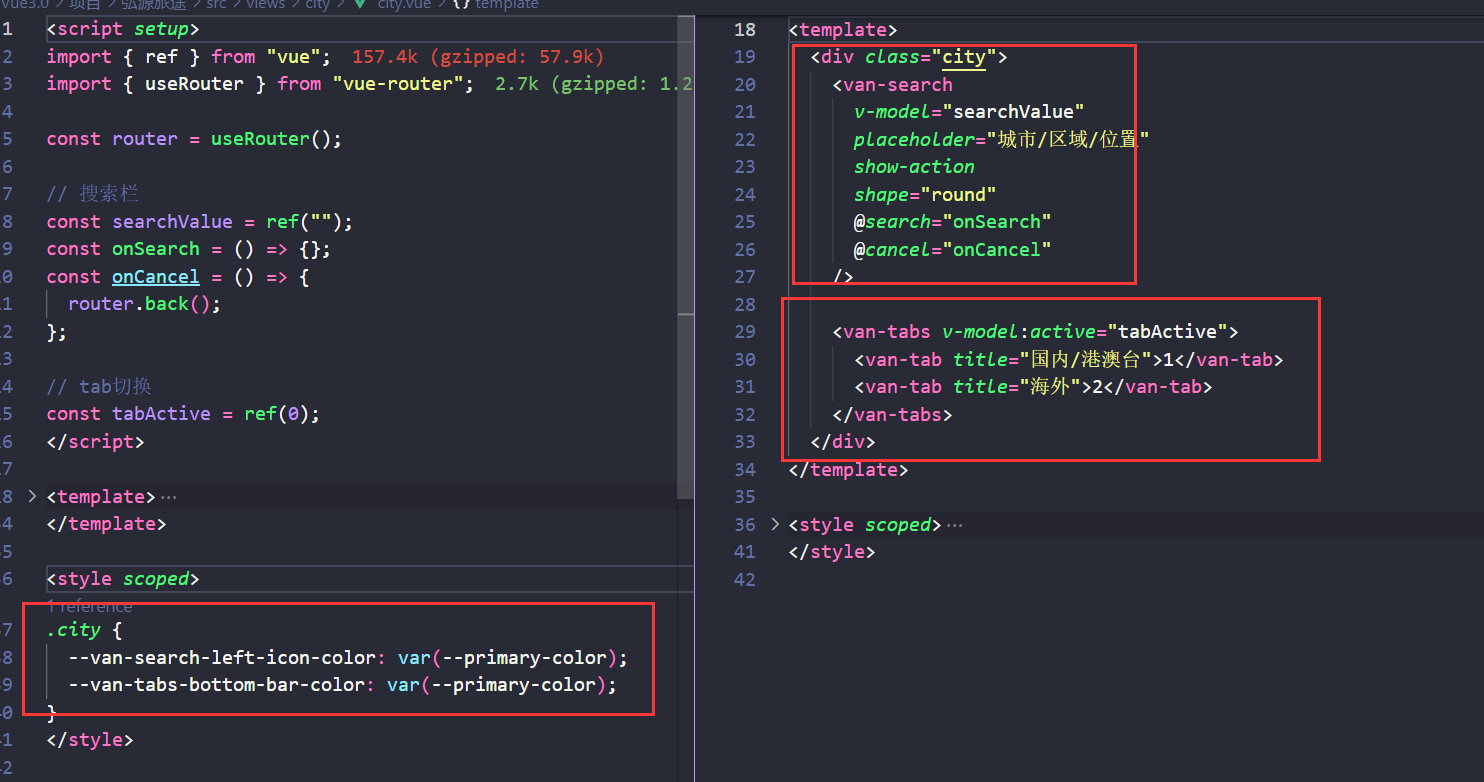 vue3.0 > 项目 > 弘源旅途 > src > views > city > city.vue > {} template
1 <script setup>
2 import { ref } from "vue"; 157.4k (gzipped: 57.9k)
3 import { useRouter } from "vue-router"; 2.7k (gzipped: 1.2
4
5 const router = useRouter();
6
7 // 搜索栏
8 const searchValue = ref("");
9 const onSearch = () => {};
0 const onCancel = () => {
1 router.back();
2 };
3
4 // tab切换
5 const tabActive = ref(0);
6 </script>
7
8 > <template>···
4 </template>
5
6 <style scoped>
1 reference
7 .city {
8 --van-search-left-icon-color: var(--primary-color);
9 --van-tabs-bottom-bar-color: var(--primary-color);
0 }
1 </style>
2
18 <template>
19 <div class="city">
20 <van-search
21 v-model="searchValue"
22 placeholder="城市/区域/位置"
23 show-action
24 shape="round"
25 @search="onSearch"
26 @cancel="onCancel"
27 />
28
29 <van-tabs v-model:active="tabActive">
30 <van-tab title="国内/港澳台">1</van-tab>
31 <van-tab title="海外">2</van-tab>
32 </van-tabs>
33 </div>
34 </template>
35
36 > <style scoped>···
41 </style>
42